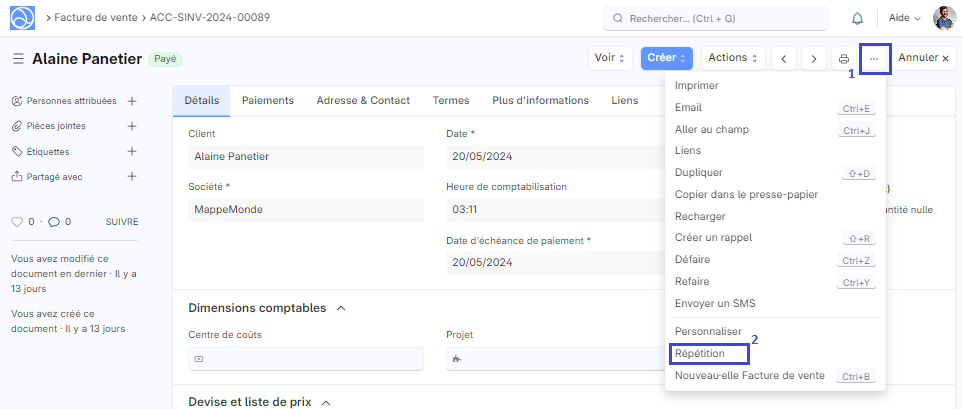 Facture de vente
ACC-SINV-2024-00089
Rechercher... (Ctrl + G)
Aide
Alaine Panetier
Payé
Voir
Créer
Actions
...
Annuler ×
1
Personnes attribuées +
Pièces jointes +
Étiquettes +
Partagé avec +
0 · 0 SUIVRE
Vous avez modifié ce
document en dernier · Il y a
13 jours
Vous avez créé ce
document · Il y a 13 jours
Détails
Paiements
Adresse & Contact
Termes
Plus d'informations
Liens
Client
Alaine Panetier
Société *
MappeMonde
Date *
20/05/2024
Heure de comptabilisation
03:11
Date d'échéance de paiement *
20/05/2024
antité nulle
Dimensions comptables
Centre de coûts
Projet
Devise et liste de prix
Imprimer
Email Ctrl+E
Aller au champ Ctrl+J
Liens
Dupliquer ⇧+D
Copier dans le presse-papier
Recharger
Créer un rappel ⇧+R
Défaire Ctrl+Z
Refaire Ctrl+Y
Envoyer un SMS
Personnaliser
2
Répétition
Nouveau·elle Facture de vente Ctrl+B